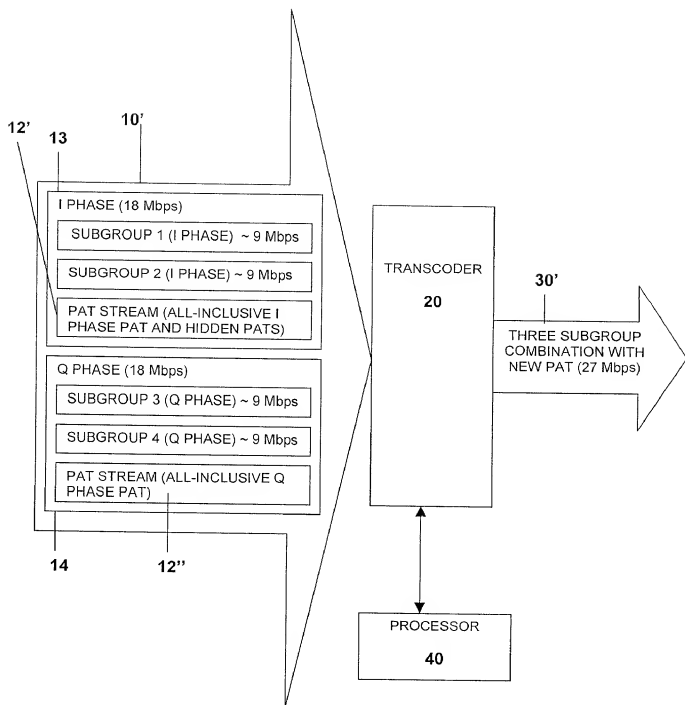 12'
13
10'
I PHASE (18 Mbps)
SUBGROUP 1 (I PHASE) ~ 9 Mbps
SUBGROUP 2 (I PHASE) ~ 9 Mbps
PAT STREAM (ALL-INCLUSIVE I
PHASE PAT AND HIDDEN PATS)
Q PHASE (18 Mbps)
SUBGROUP 3 (Q PHASE) ~ 9 Mbps
SUBGROUP 4 (Q PHASE) ~ 9 Mbps
PAT STREAM (ALL-INCLUSIVE Q
PHASE PAT)
14
12''
TRANSCODER
20
30'
THREE SUBGROUP
COMBINATION WITH
NEW PAT (27 Mbps)
PROCESSOR
40